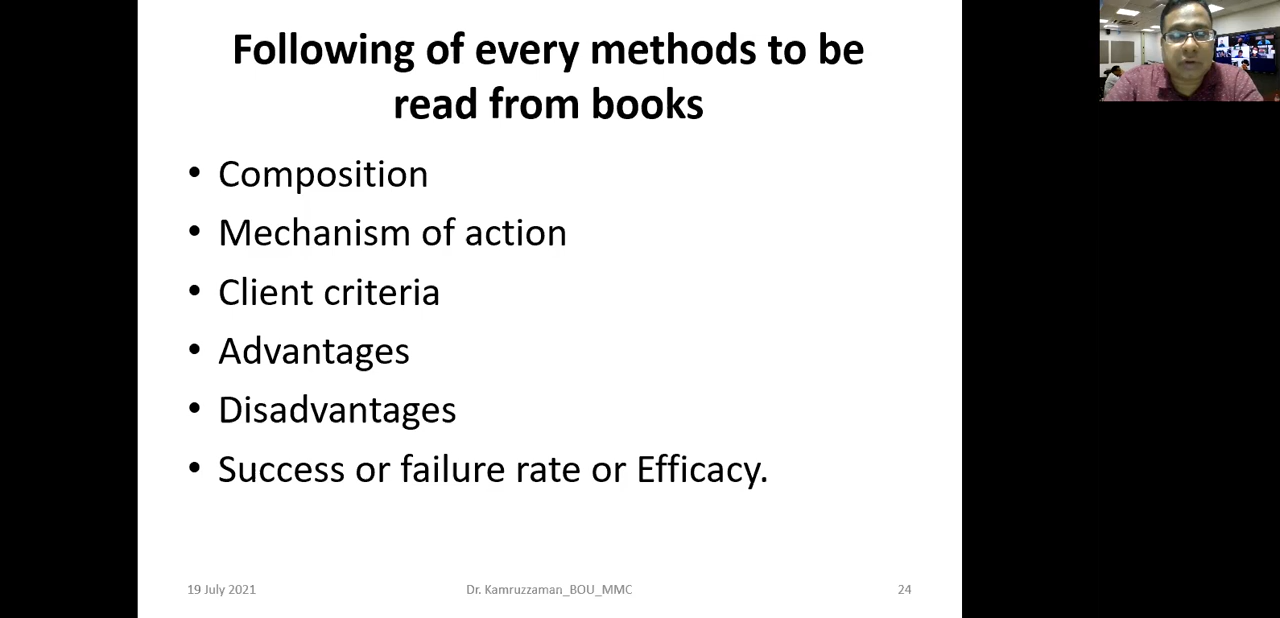 Following of every methods to be
read from books
• Composition
• Mechanism of action
• Client criteria
• Advantages
• Disadvantages
• Success or failure rate or Efficacy.
19 July 2021
Dr. Kamruzzaman_BOU_MMC
24